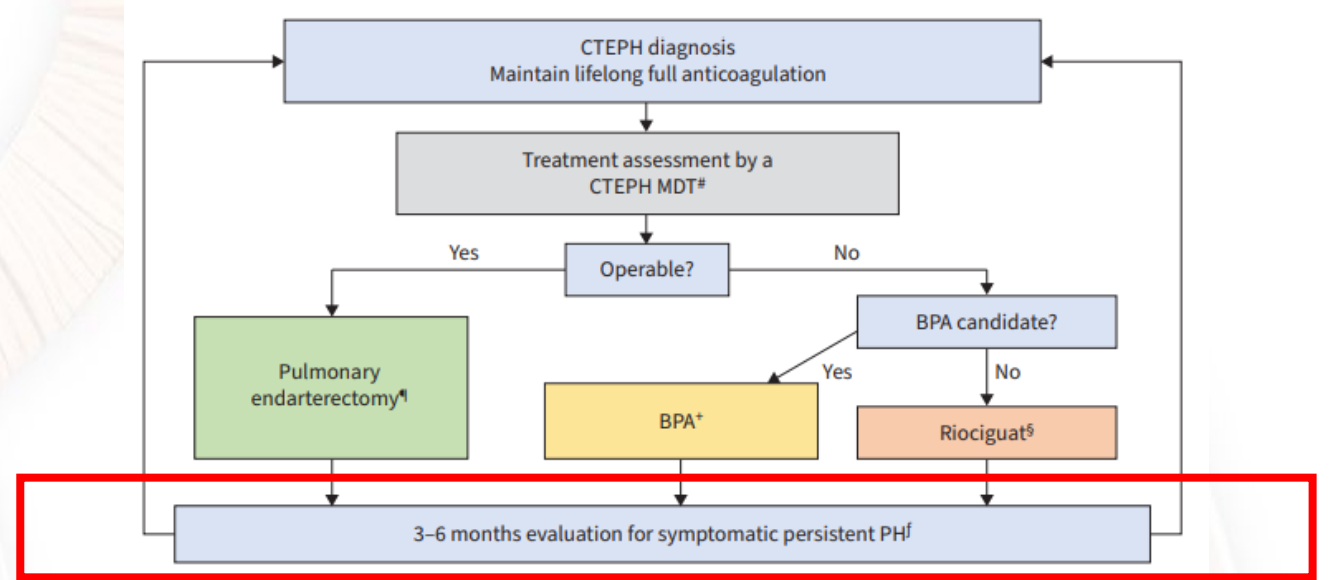 CTEPH diagnosis
Maintain lifelong full anticoagulation
Treatment assessment by a
CTEPH MDT#
Yes
Operable?
No
BPA candidate?
Pulmonary
endarterectomy¶
Yes
No
BPA+
Riociguat§
3–6 months evaluation for symptomatic persistent PHʃ